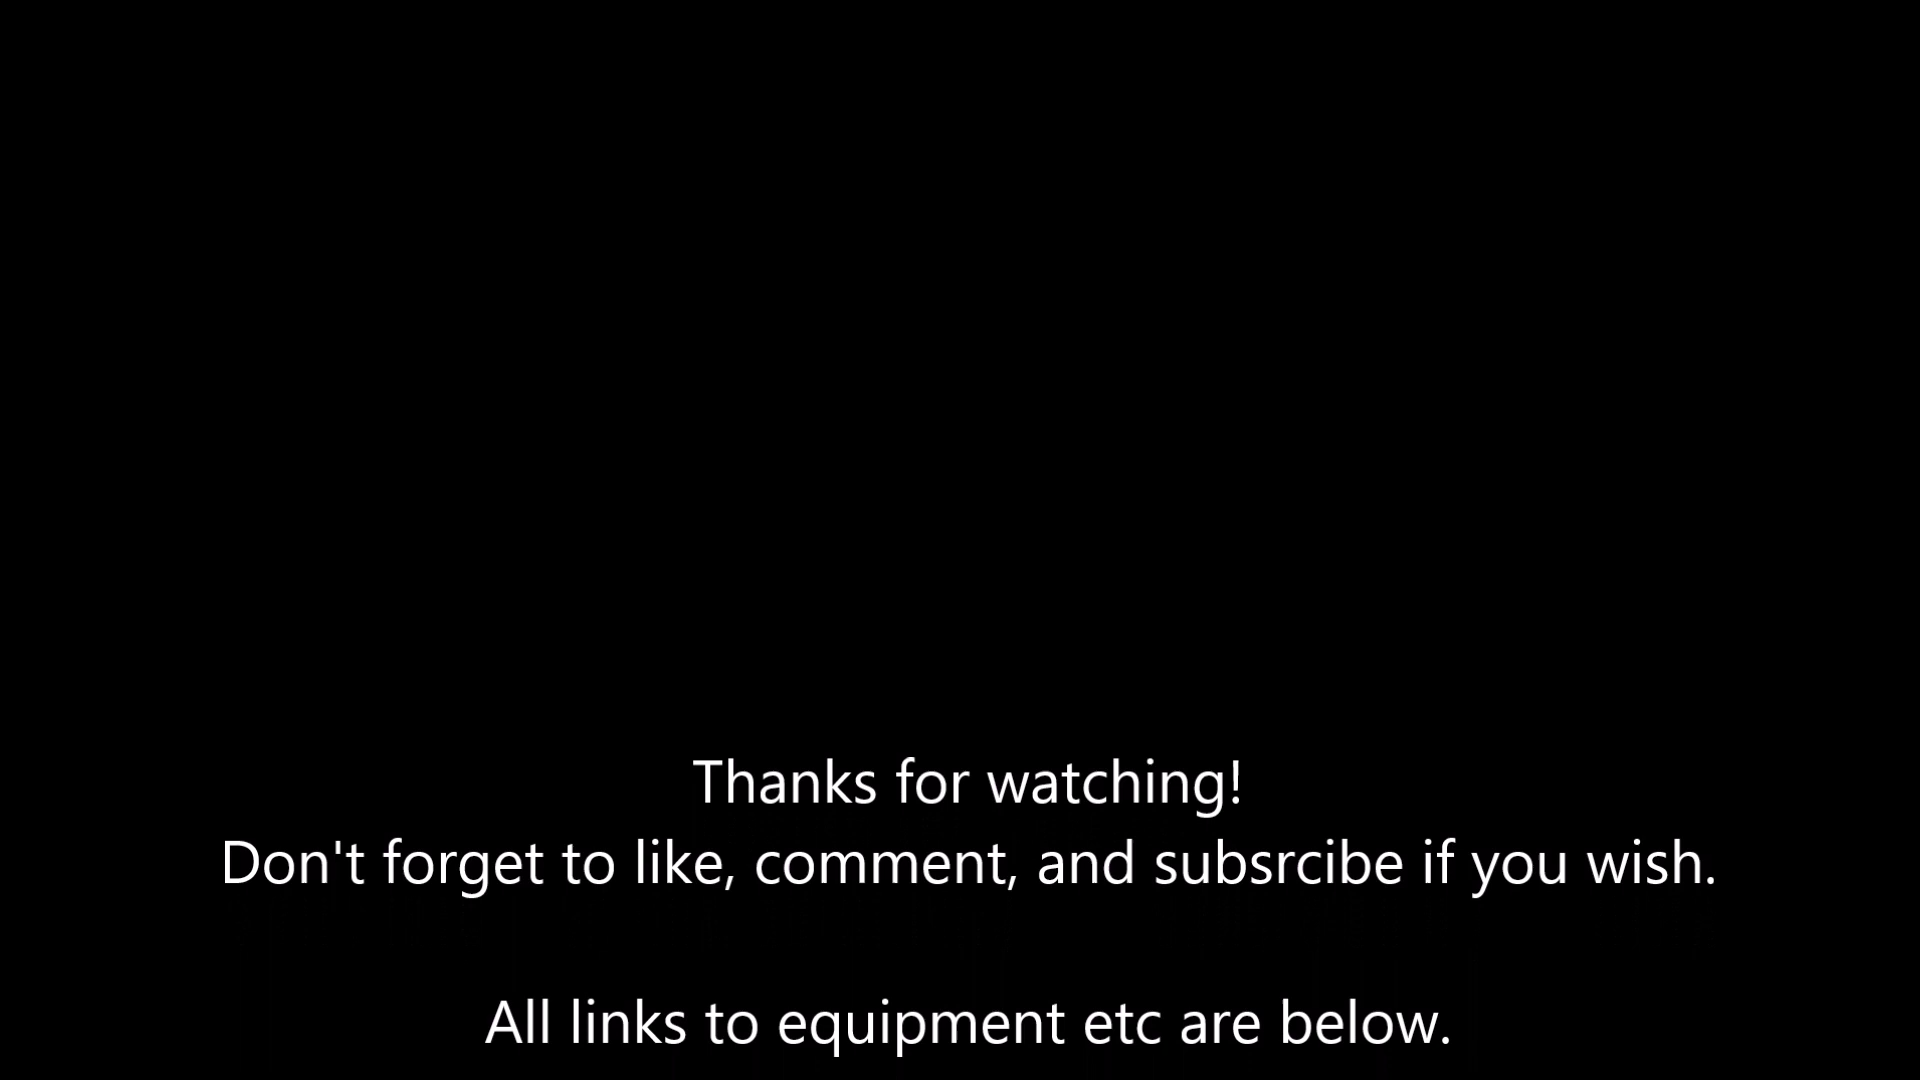 Thanks for watching!
Don't forget to like, comment, and subsrcibe if you wish.
All links to equipment etc are below.